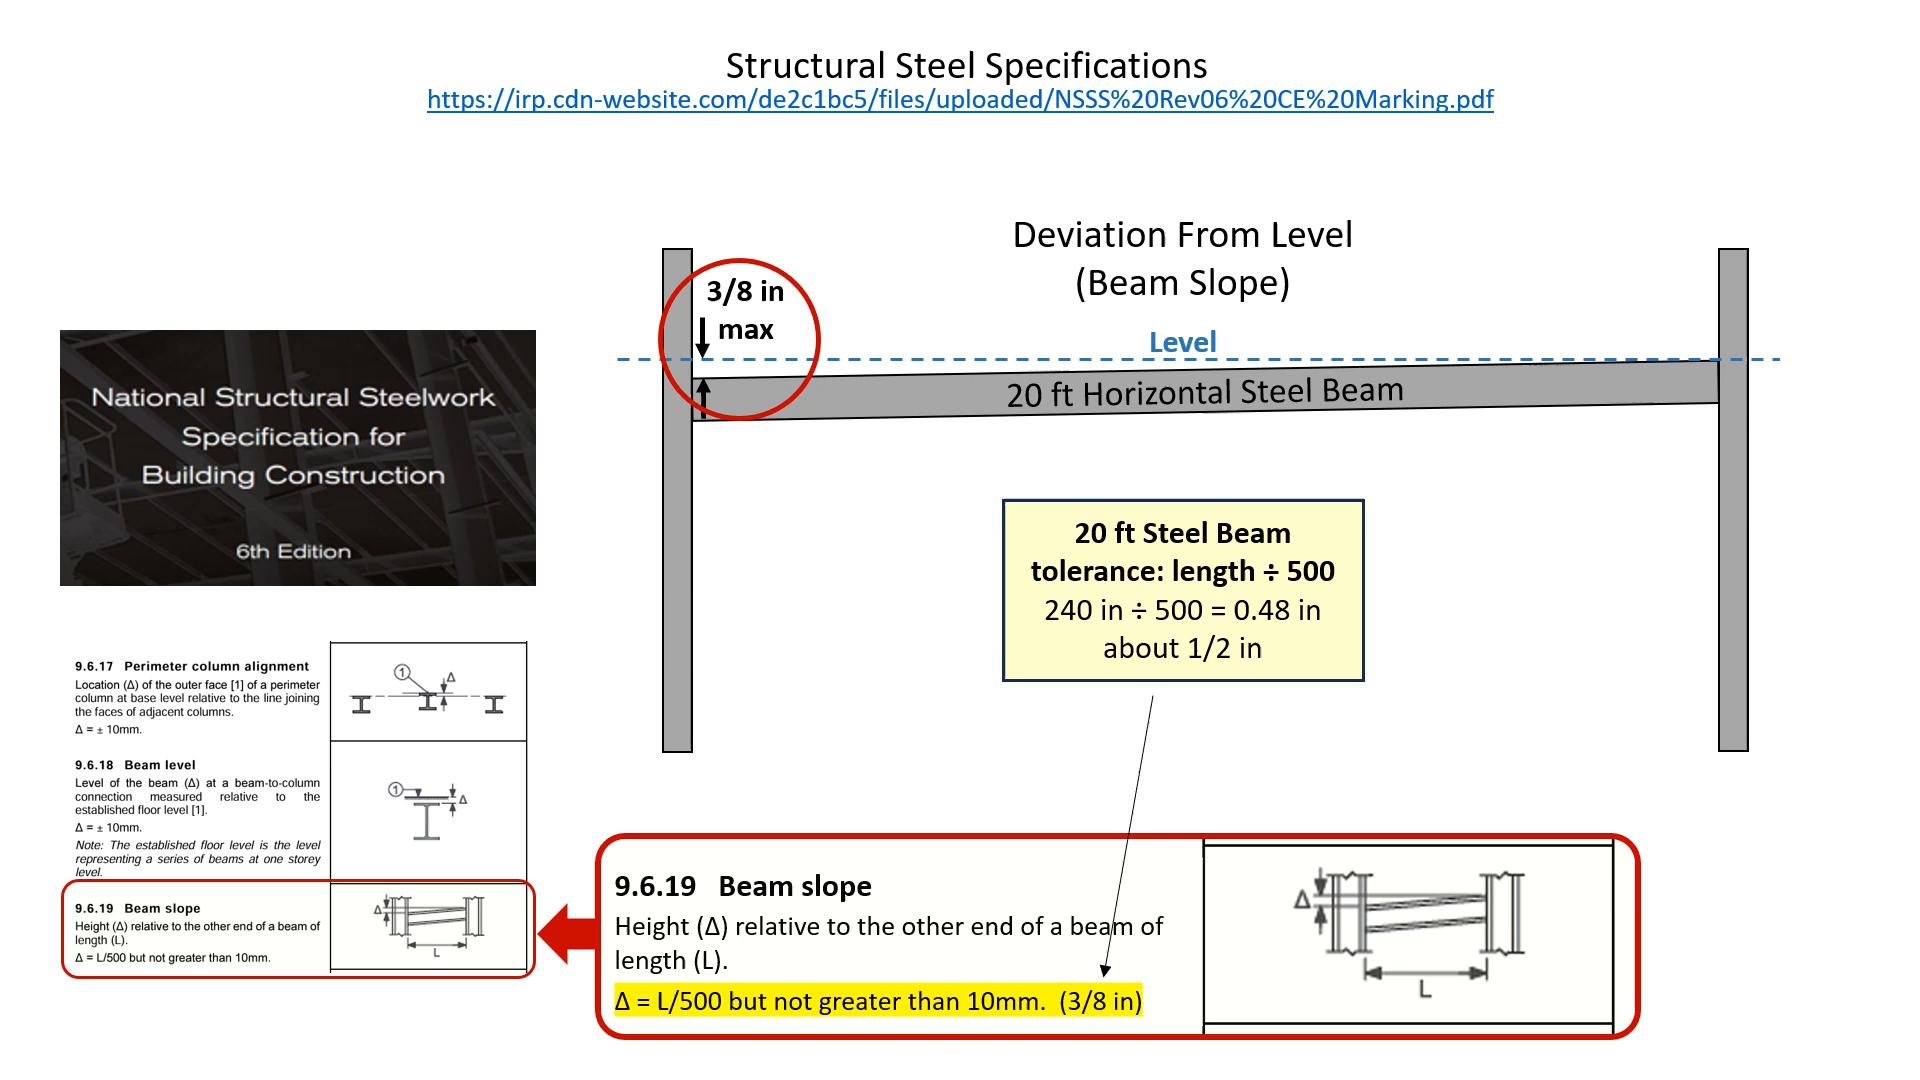 Structural Steel Specifications
https://irp.cdn-website.com/de2c1bc5/files/uploaded/NSSS%20Rev06%20CE%20Marking.pdf
Deviation From Level
(Beam Slope)
3/8 in
max
Level
20 ft Horizontal Steel Beam
National Structural Steelwork
Specification for
Building Construction
6th Edition
20 ft Steel Beam
tolerance: length ÷ 500
240 in ÷ 500 = 0.48 in
about 1/2 in
9.6.17 Perimeter column alignment
Location (Δ) of the outer face [1] of a perimeter
column at base level relative to the line joining
the faces of adjacent columns.
Δ = ± 10mm.
1
Δ
9.6.18 Beam level
Level of the beam (Δ) at a beam-to-column
connection measured relative to the
established floor level [1].
Δ = ± 10mm.
Note: The established floor level is the level
representing a series of beams at one storey
level.
1
Δ
9.6.19 Beam slope
Height (Δ) relative to the other end of a beam of
length (L).
Δ = L/500 but not greater than 10mm.
Δ
L
9.6.19 Beam slope
Height (Δ) relative to the other end of a beam of
length (L).
Δ = L/500 but not greater than 10mm. (3/8 in)
Δ
L